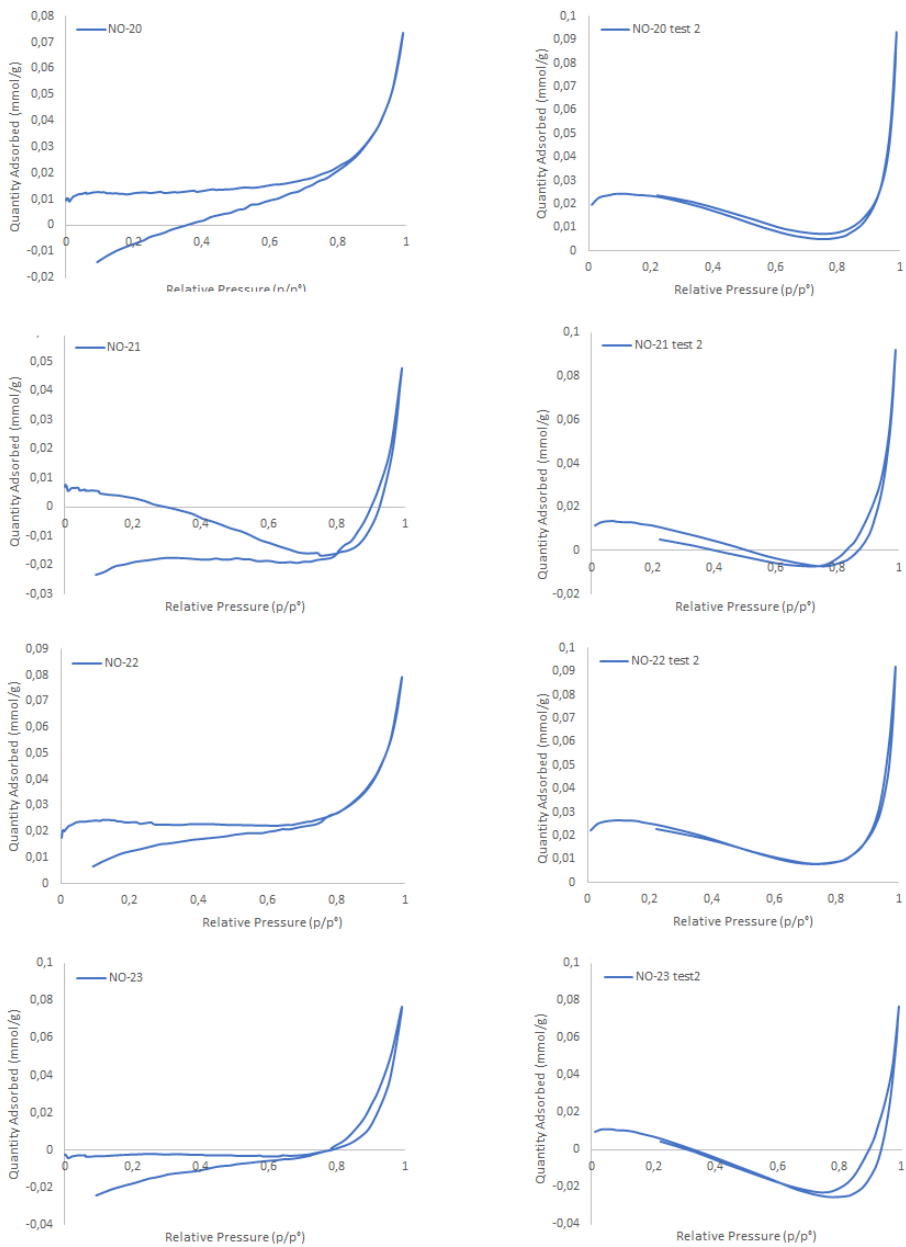 NO-20
Quantity Adsorbed (mmol/g)
0,08
0,07
0,06
0,05
0,04
0,03
0,02
0,01
0
-0,01
-0,02
0 0,2 0,4 0,6 0,8 1
Relative Pressure (p/p°)
NO-20 test 2
Quantity Adsorbed (mmol/g)
0,1
0,09
0,08
0,07
0,06
0,05
0,04
0,03
0,02
0,01
0
0 0,2 0,4 0,6 0,8 1
Relative Pressure (p/p°)
NO-21
Quantity Adsorbed (mmol/g)
0,05
0,04
0,03
0,02
0,01
0
-0,01
-0,02
-0,03
0 0,2 0,4 0,6 0,8 1
Relative Pressure (p/p°)
NO-21 test 2
Quantity Adsorbed (mmol/g)
0,1
0,08
0,06
0,04
0,02
0
-0,02
0 0,2 0,4 0,6 0,8 1
Relative Pressure (p/p°)
NO-22
Quantity Adsorbed (mmol/g)
0,09
0,08
0,07
0,06
0,05
0,04
0,03
0,02
0,01
0
0 0,2 0,4 0,6 0,8 1
Relative Pressure (p/p°)
NO-22 test 2
Quantity Adsorbed (mmol/g)
0,1
0,09
0,08
0,07
0,06
0,05
0,04
0,03
0,02
0,01
0
0 0,2 0,4 0,6 0,8 1
Relative Pressure (p/p°)
NO-23
Quantity Adsorbed (mmol/g)
0,1
0,08
0,06
0,04
0,02
0
-0,02
-0,04
0 0,2 0,4 0,6 0,8 1
Relative Pressure (p/p°)
NO-23 test2
Quantity Adsorbed (mmol/g)
0,1
0,08
0,06
0,04
0,02
0
-0,02
-0,04
0 0,2 0,4 0,6 0,8 1
Relative Pressure (p/p°)